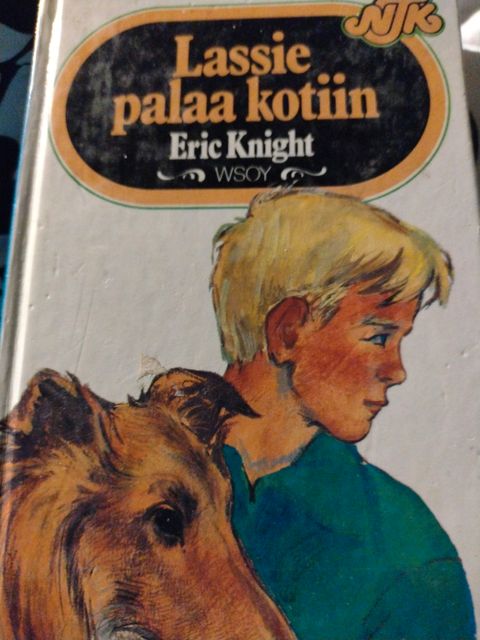 NJK
Lassie
palaa kotiin
Eric Knight
WSOY